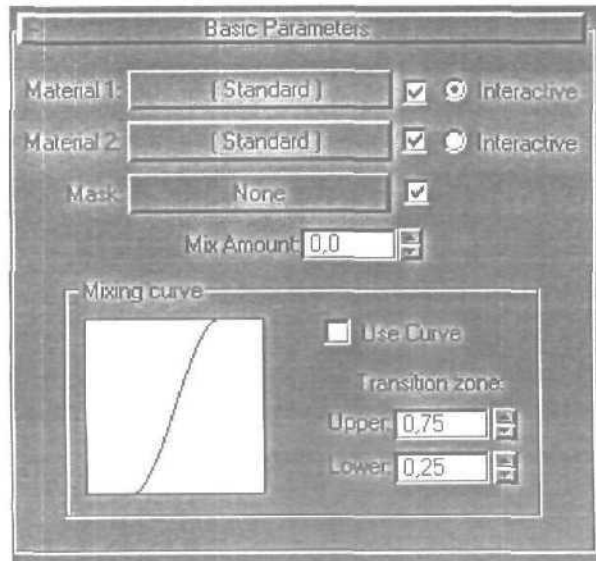 Basic Parameters
Material 1: ( Standard ) Interactive
Material 2: ( Standard ) Interactive
Mask: None
Mix Amount: 0,0
Mixing curve
Use Curve
Transition zone:
Upper: 0,75
Lower: 0,25